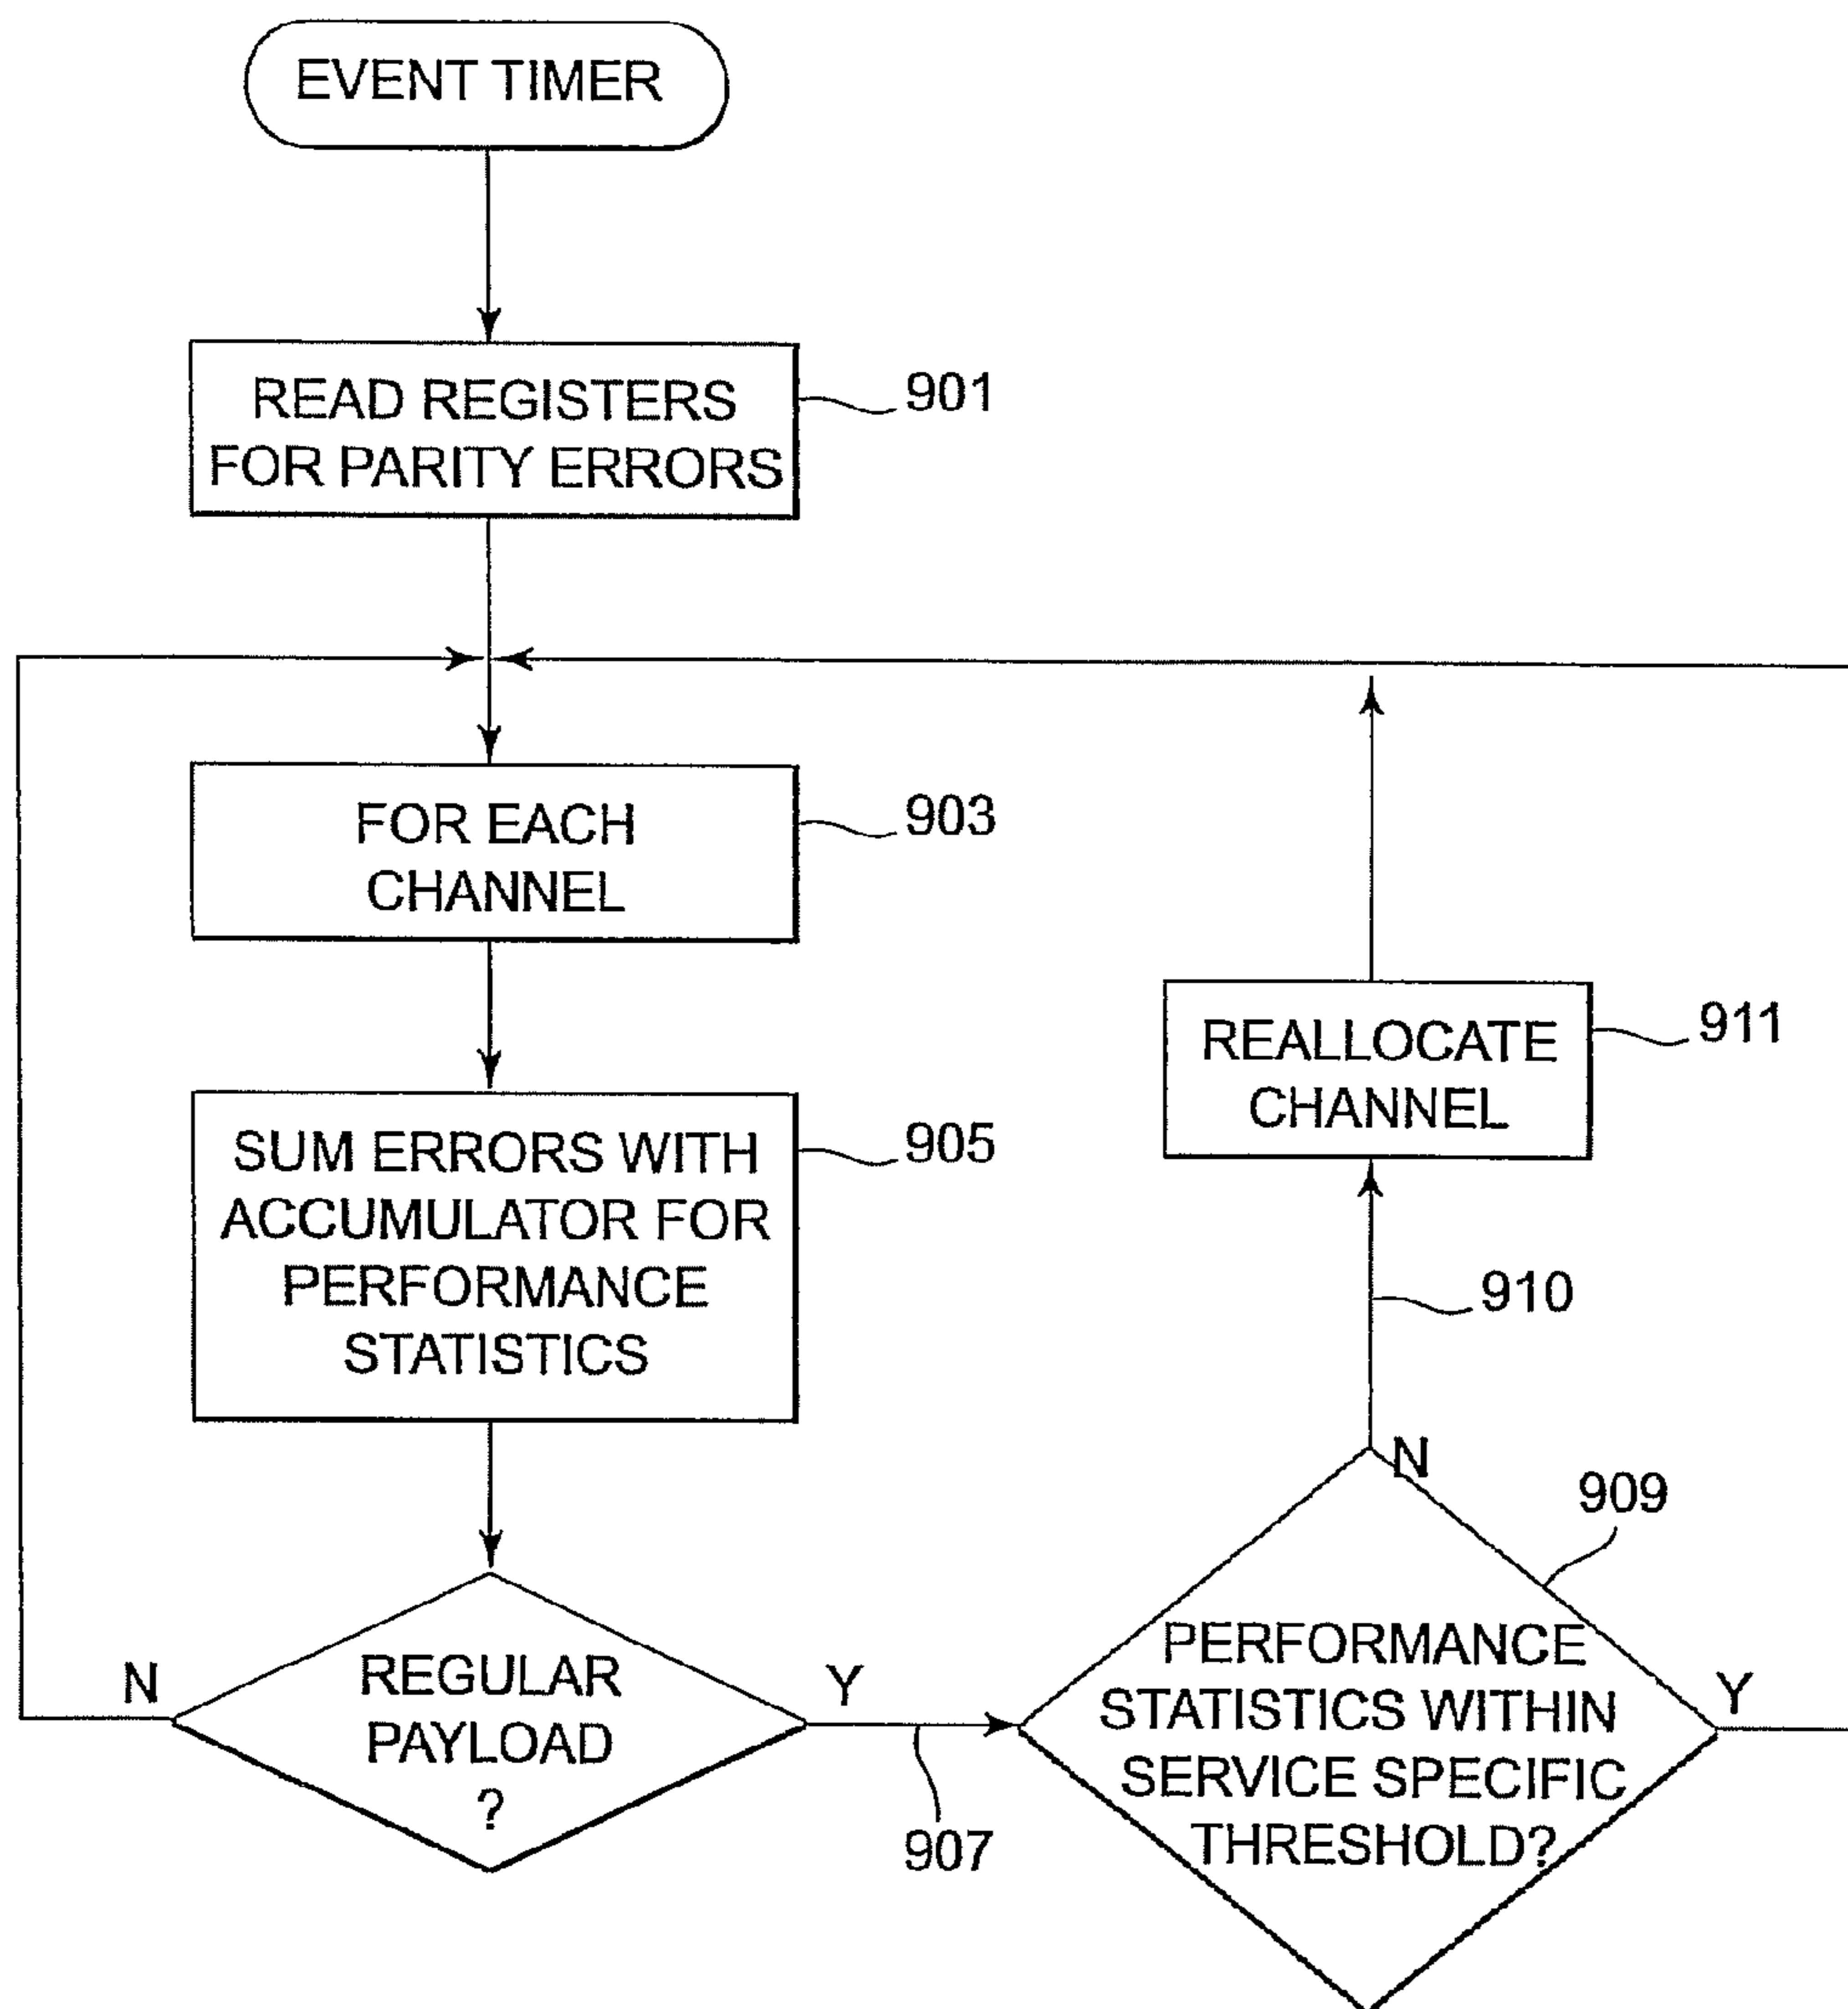 EVENT TIMER
READ REGISTERS
FOR PARITY ERRORS
901
FOR EACH
CHANNEL
903
SUM ERRORS WITH
ACCUMULATOR FOR
PERFORMANCE
STATISTICS
905
REGULAR
PAYLOAD
?
N
Y
907
PERFORMANCE
STATISTICS WITHIN
SERVICE SPECIFIC
THRESHOLD?
909
N
Y
910
REALLOCATE
CHANNEL
911